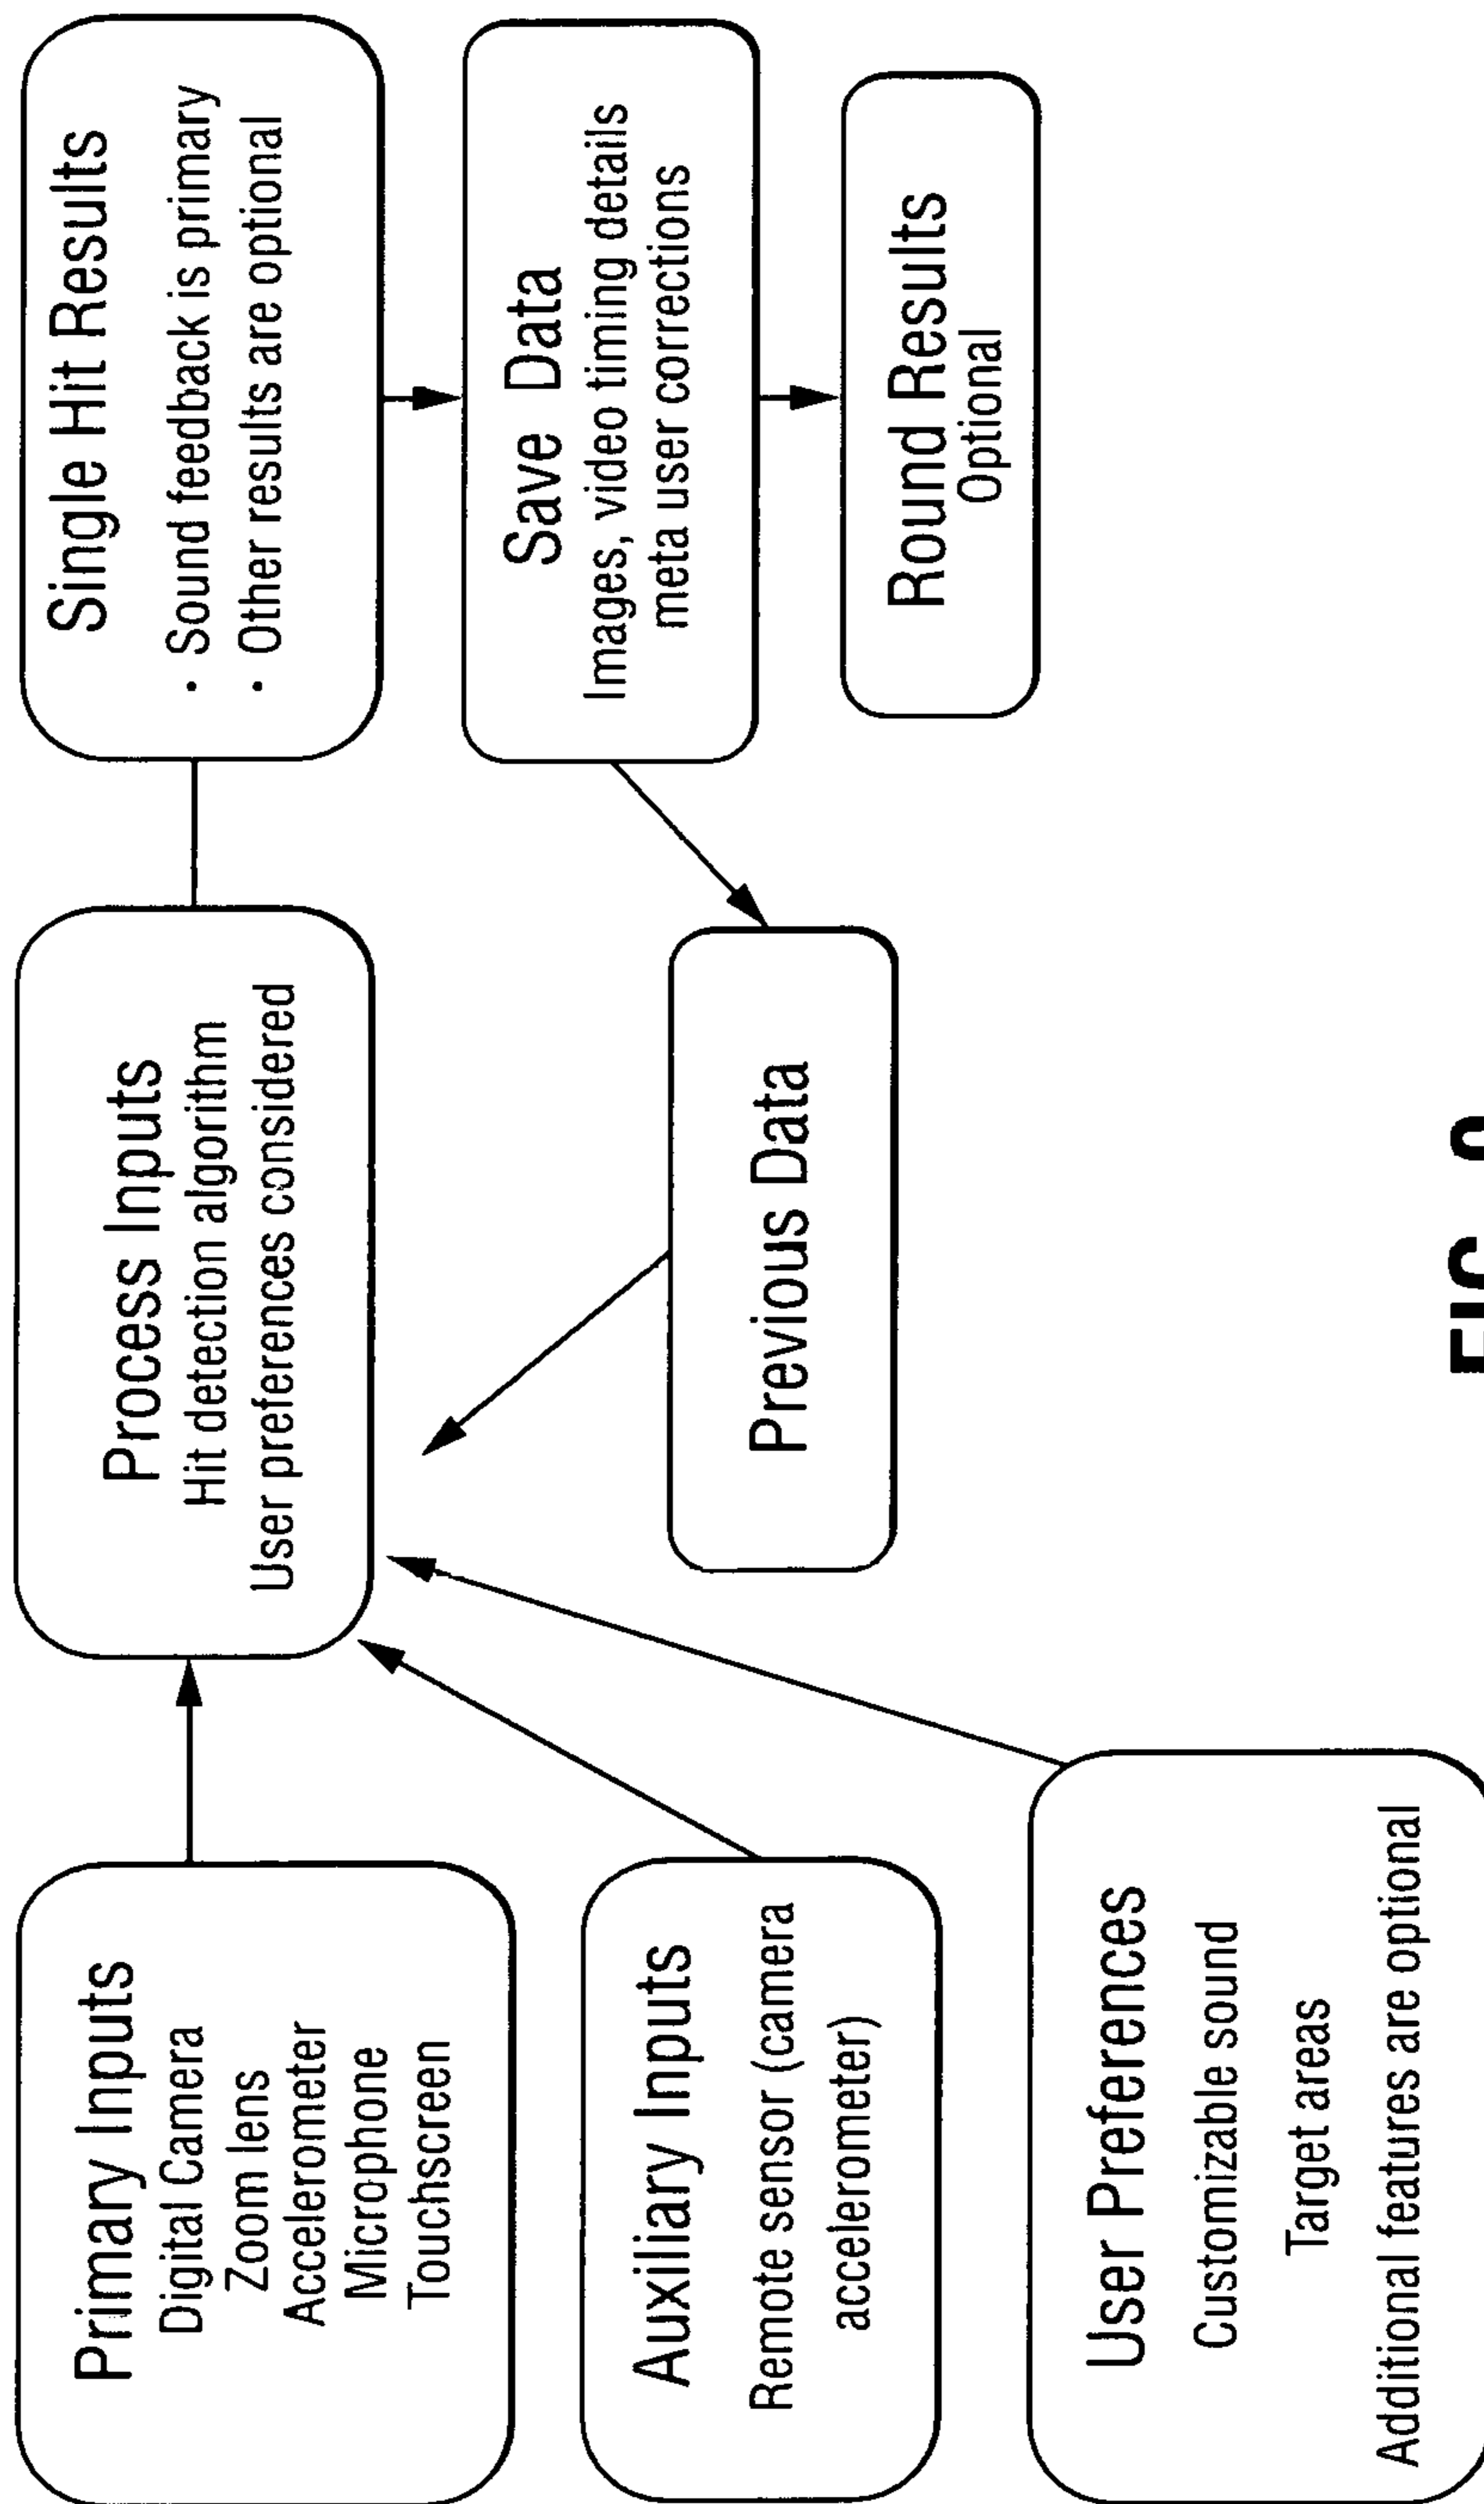 Primary Inputs
Digital Camera
Zoom lens
Accelerometer
Microphone
Touchscreen
Auxiliary Inputs
Remote sensor (camera
accelerometer)
User Preferences
Customizable sound
Target areas
Additional features are optional
Process Inputs
Hit detection algorithm
User preferences considered
Previous Data
Single Hit Results
• Sound feedback is primary
• Other results are optional
Save Data
Images, video timing details
meta user corrections
Round Results
Optional